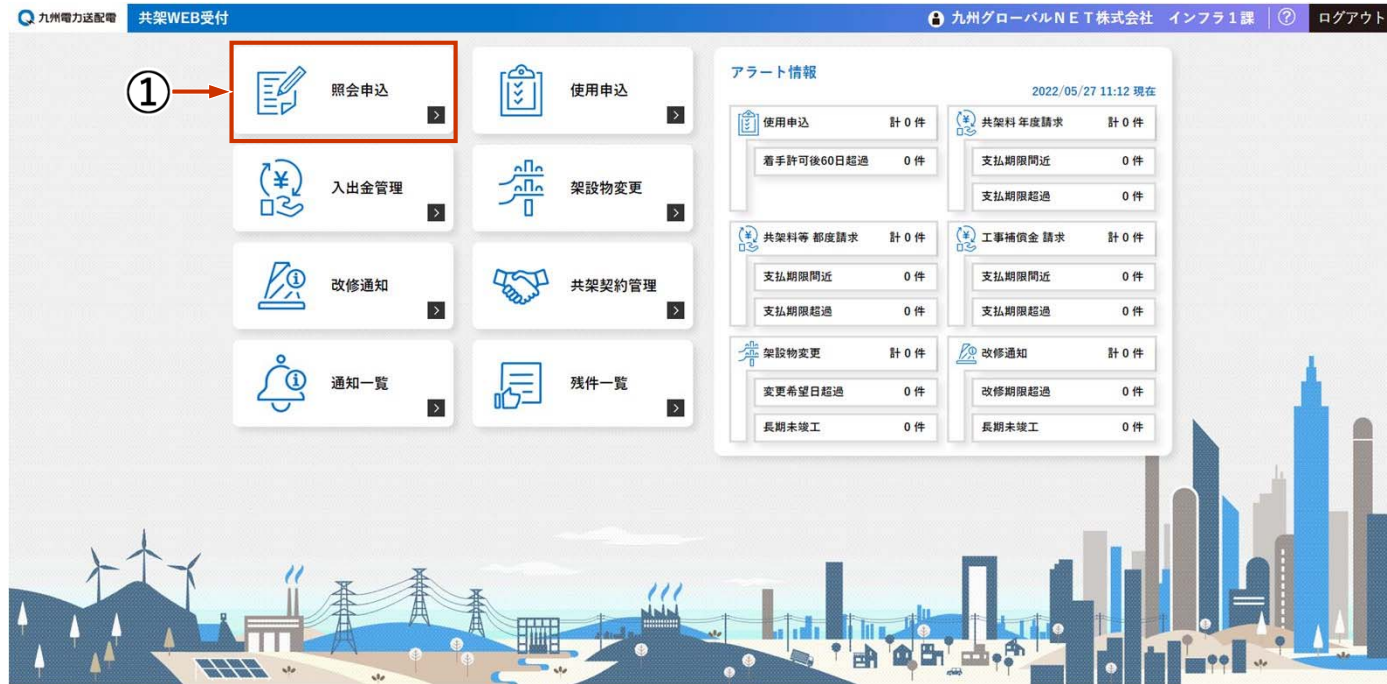 九州電力送配電 共架WEB受付 九州グローバルNET株式会社 インフラ1課 ? ログアウト
①
照会申込
使用申込
入出金管理
架設物変更
改修通知
共架契約管理
通知一覧
残件一覧
アラート情報
2022/05/27 11:12 現在
使用申込 計 0 件
着手許可後60日超過 0 件
共架料 年度請求 計 0 件
支払期限間近 0 件
支払期限超過 0 件
共架料等 都度請求 計 0 件
支払期限間近 0 件
支払期限超過 0 件
工事補償金 請求 計 0 件
支払期限間近 0 件
支払期限超過 0 件
架設物変更 計 0 件
変更希望日超過 0 件
長期未竣工 0 件
改修通知 計 0 件
改修期限超過 0 件
長期未竣工 0 件